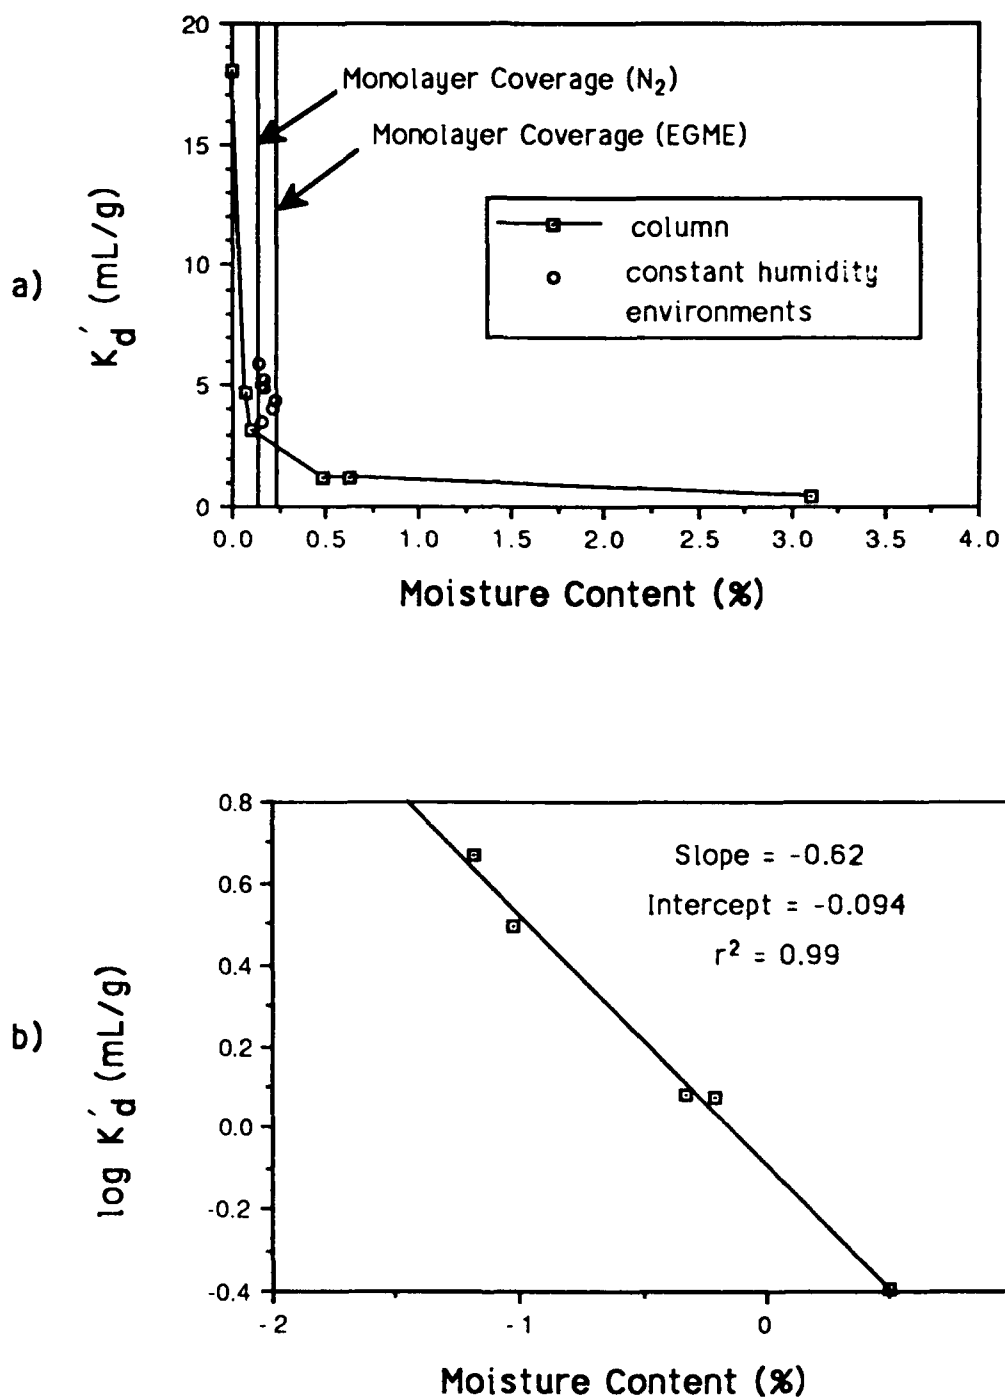 20
Monolayer Coverage (N2)
Monolayer Coverage (EGME)
15
column
constant humidity
environments
10
a)
K'd (mL/g)
5
0
0.0 0.5 1.0 1.5 2.0 2.5 3.0 3.5 4.0
Moisture Content (%)
0.8
Slope = -0.62
0.6
Intercept = -0.094
r2 = 0.99
0.4
0.2
b)
log K'd (mL/g)
0.0
-0.2
-0.4
-2 -1 0
Moisture Content (%)